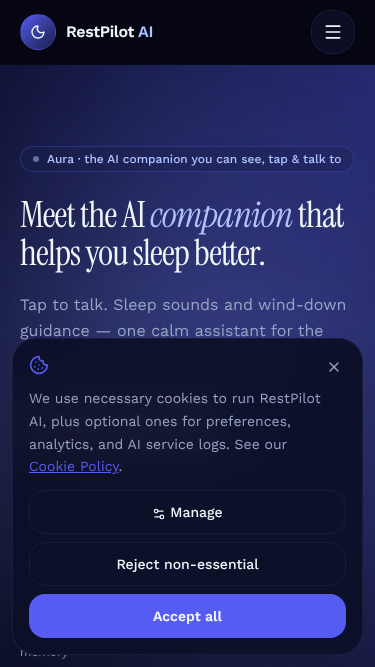 RestPilot AI
Aura · the AI companion you can see, tap & talk to
Meet the AI companion that
helps you sleep better.
Tap to talk. Sleep sounds and wind-down
guidance — one calm assistant for the
We use necessary cookies to run RestPilot
AI, plus optional ones for preferences,
analytics, and AI service logs. See our
Cookie Policy.
Manage
Reject non-essential
Accept all
memory